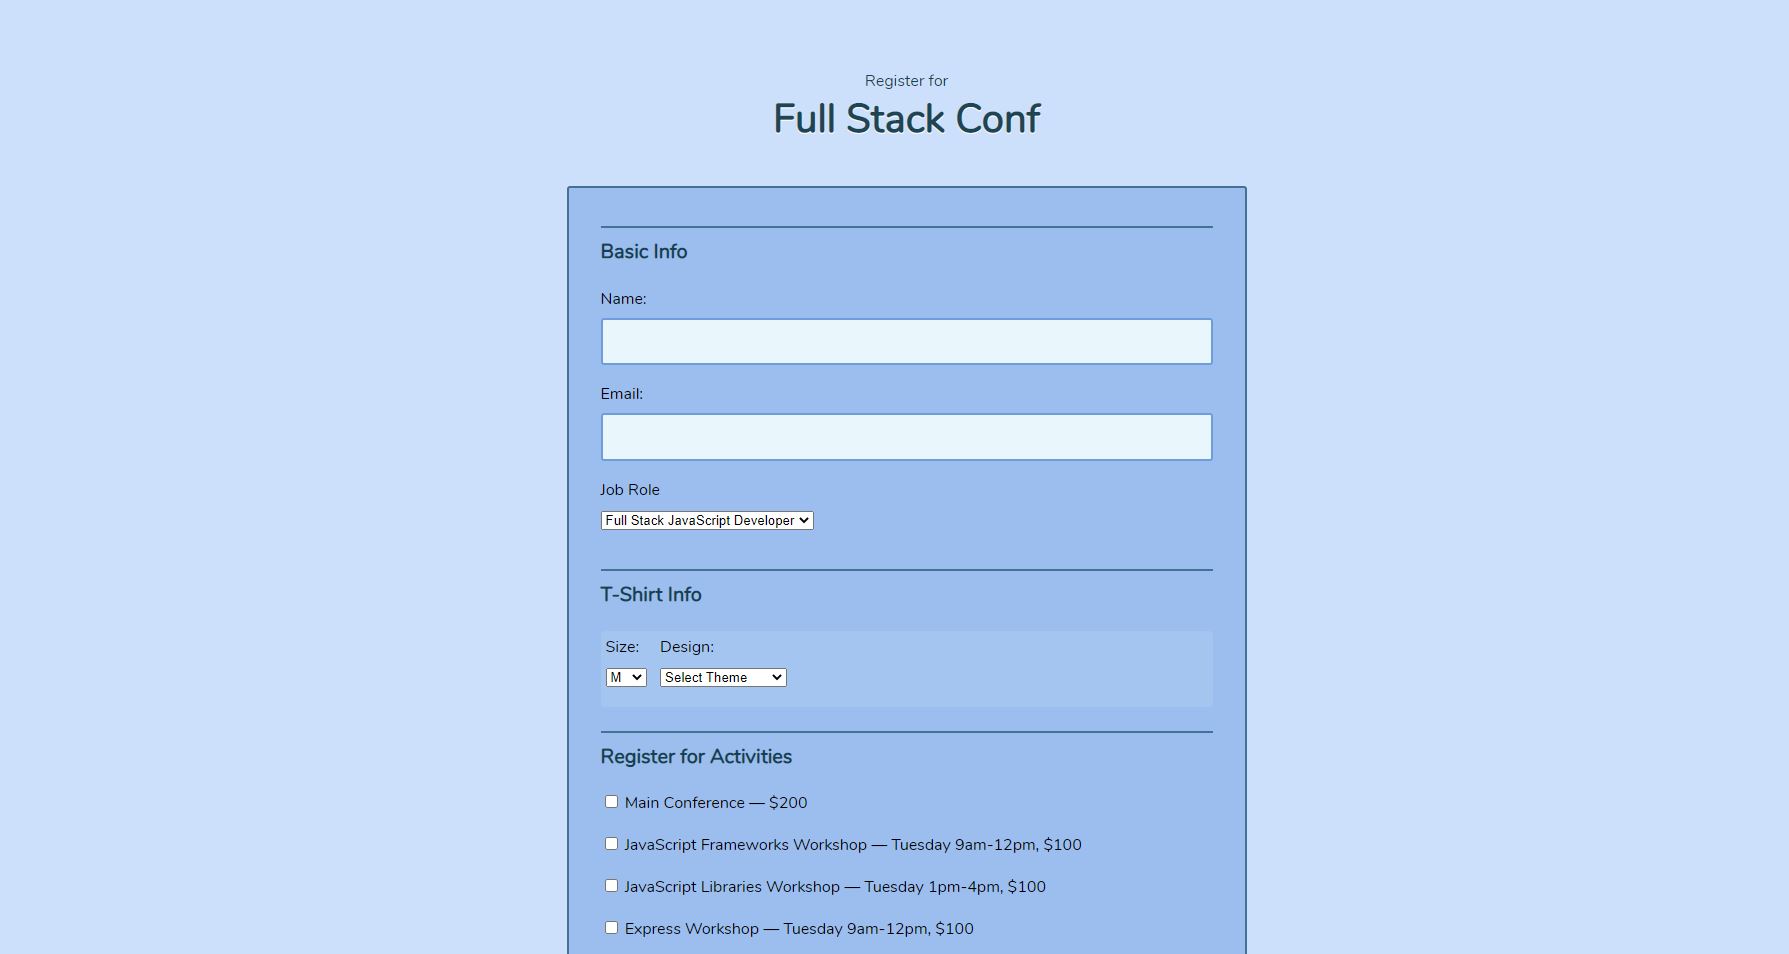 Register for
Full Stack Conf
Basic Info
Name:
Email:
Job Role
Full Stack JavaScript Developer
T-Shirt Info
Size: Design:
M Select Theme
Register for Activities
Main Conference — $200
JavaScript Frameworks Workshop — Tuesday 9am-12pm, $100
JavaScript Libraries Workshop — Tuesday 1pm-4pm, $100
Express Workshop — Tuesday 9am-12pm, $100